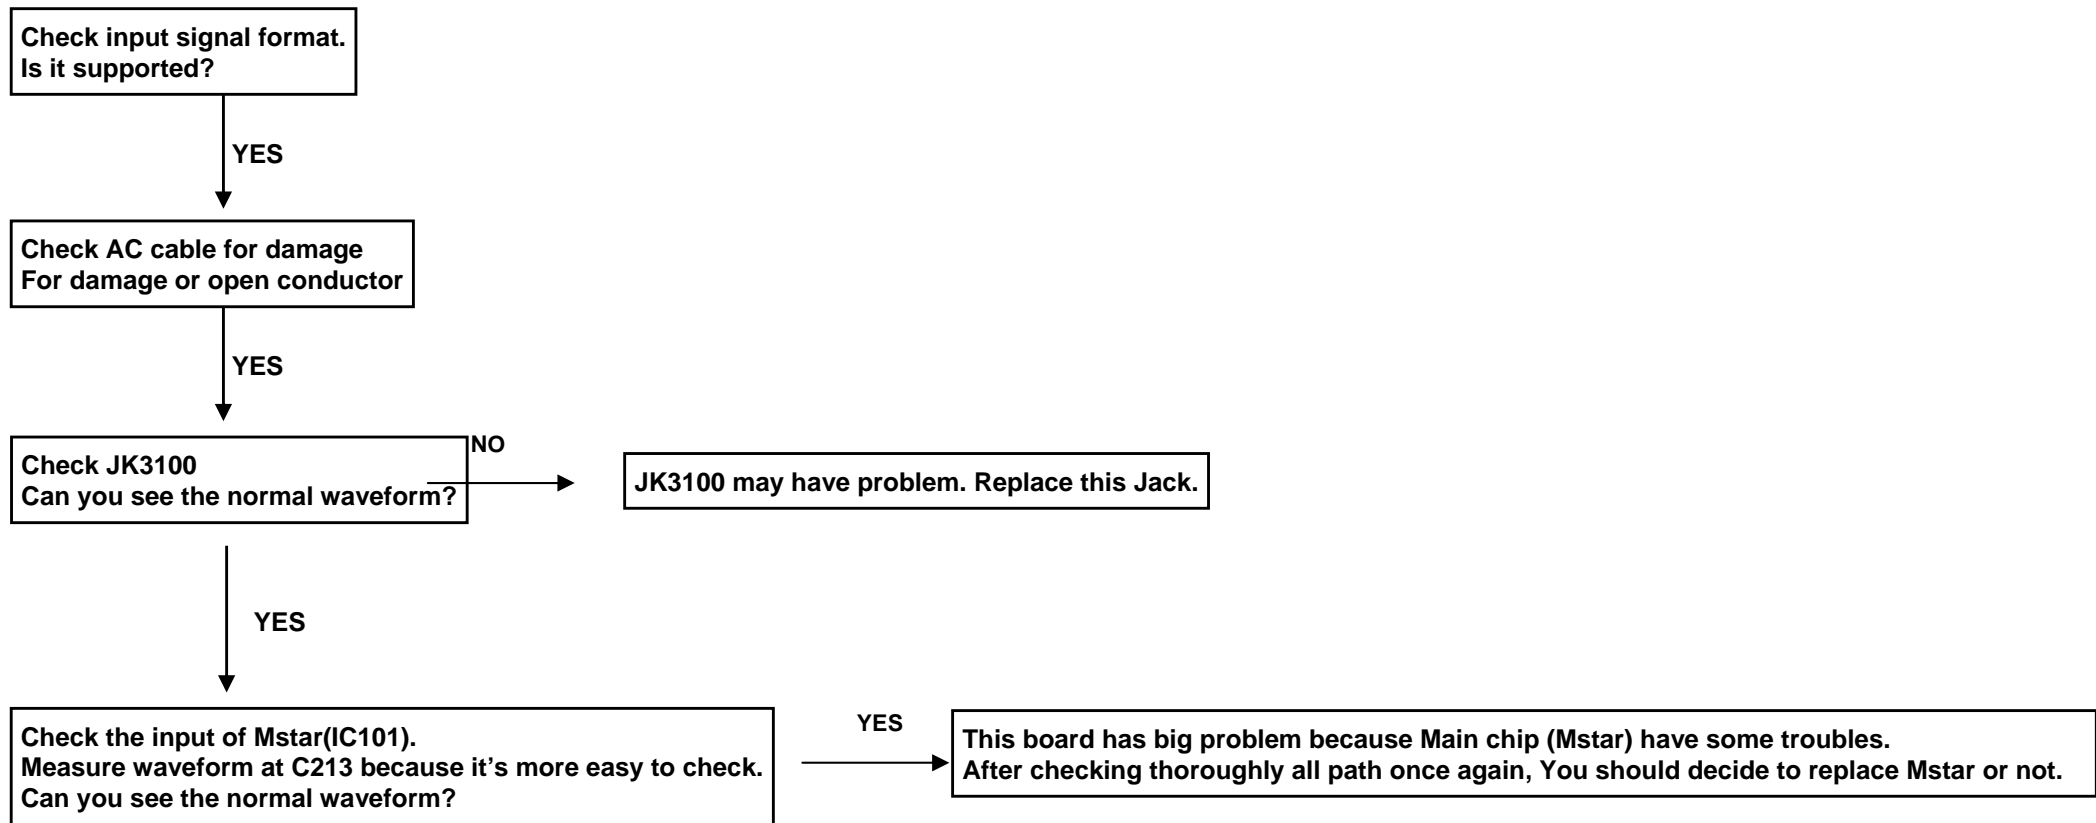 Check input signal format.
Is it supported?
YES
Check AC cable for damage
For damage or open conductor
YES
Check JK3100
Can you see the normal waveform?
NO
JK3100 may have problem. Replace this Jack.
YES
Check the input of Mstar(IC101).
Measure waveform at C213 because it’s more easy to check.
Can you see the normal waveform?
YES
This board has big problem because Main chip (Mstar) have some troubles.
After checking thoroughly all path once again, You should decide to replace Mstar or not.